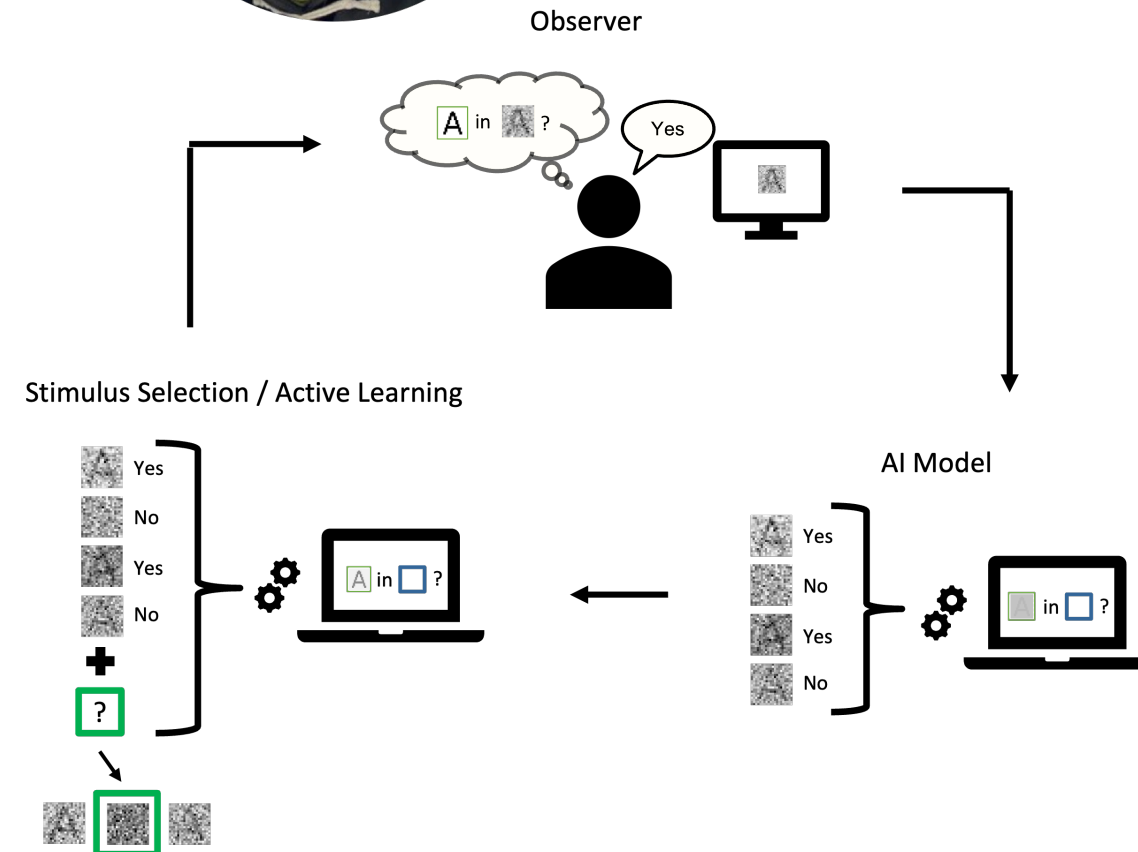 Observer
A in A ?
Yes
Stimulus Selection / Active Learning
Yes
No
Yes
No
?
A in ?
AI Model
Yes
No
Yes
No
A in ?